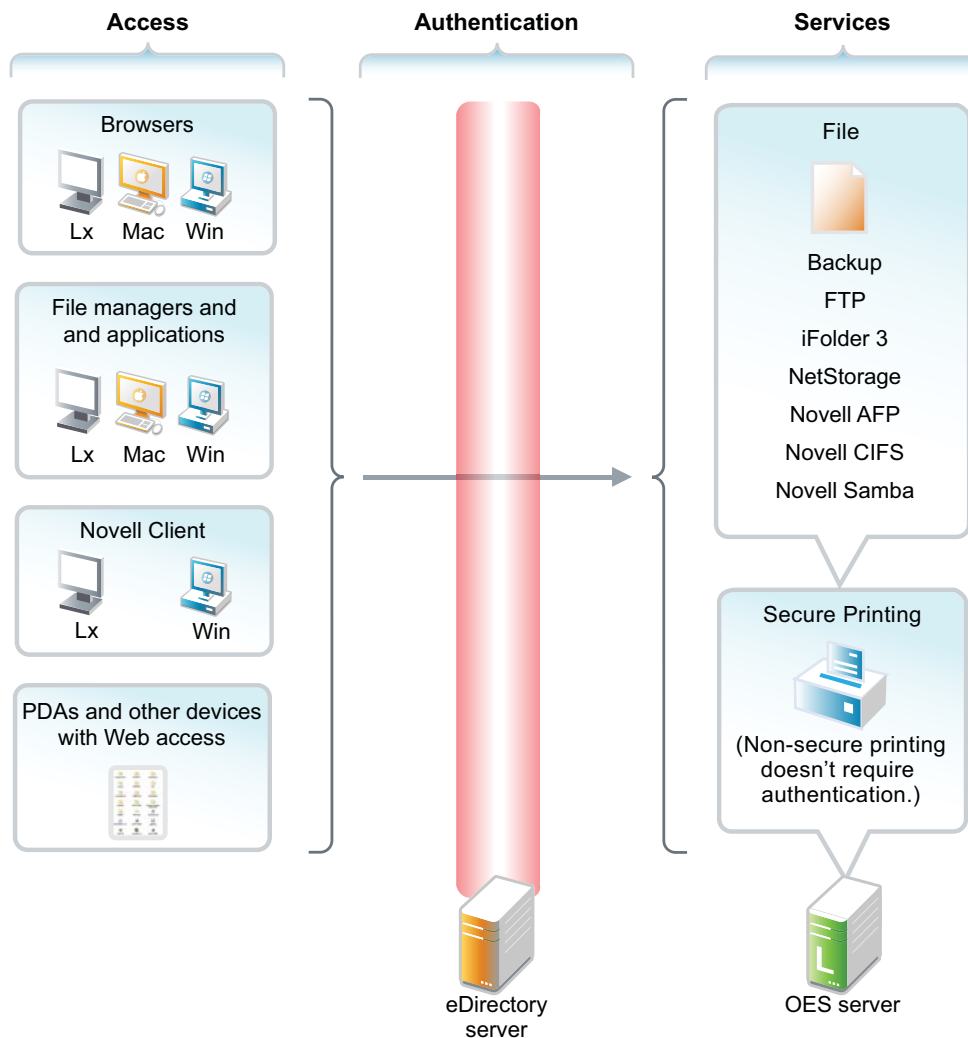 Access
Authentication
Services
Browsers
Lx Mac Win
File managers and
and applications
Lx Mac Win
Novell Client
Lx Win
PDAs and other devices
with Web access
File
Backup
FTP
iFolder 3
NetStorage
Novell AFP
Novell CIFS
Novell Samba
Secure Printing
(Non-secure printing
doesn't require
authentication.)
L
eDirectory
server
OES server